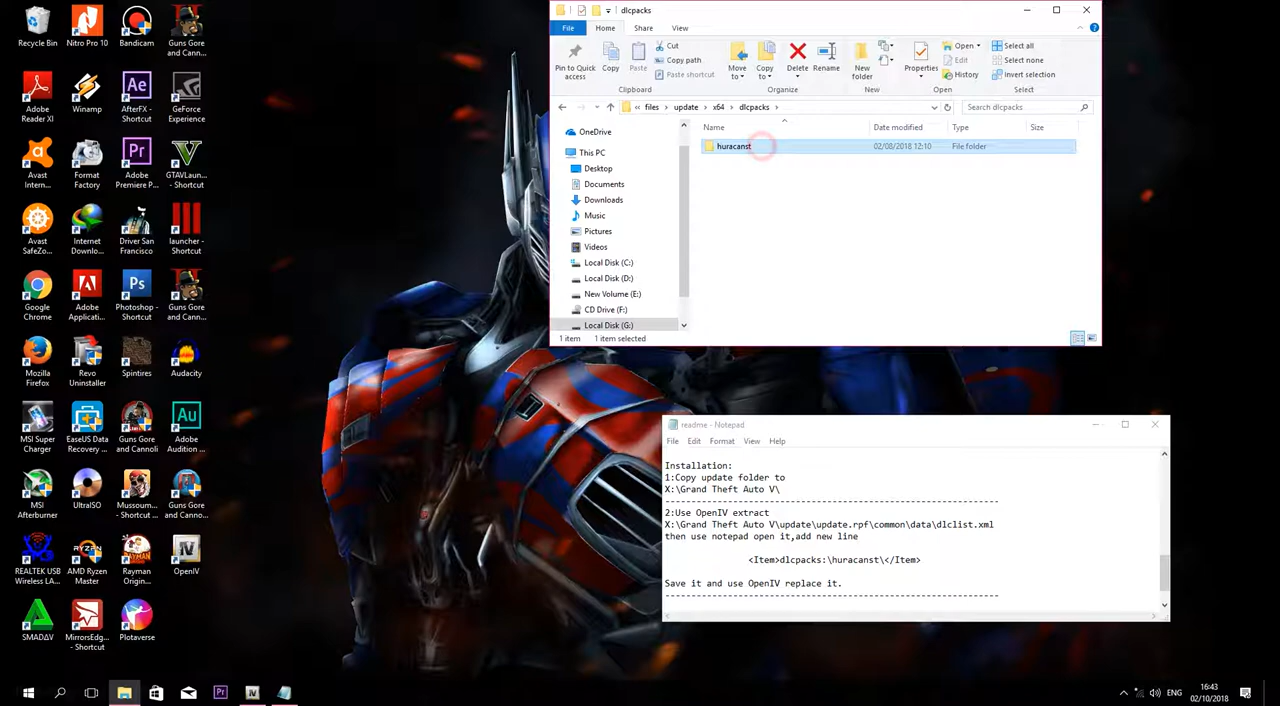 dlcpacks
File
Home
Share
View
Pin to Quick access
Copy
Paste
Cut
Copy path
Paste shortcut
Clipboard
Move to
Copy to
Delete
Rename
Organize
New folder
New
Properties
Open
Edit
History
Open
Select all
Select none
Invert selection
Select
« files › update › x64 › dlcpacks ›
Search dlcpacks
Name
Date modified
Type
Size
huracanst
02/08/2018 12:10
File folder
OneDrive
This PC
Desktop
Documents
Downloads
Music
Pictures
Videos
Local Disk (C:)
Local Disk (D:)
New Volume (E:)
CD Drive (F:)
Local Disk (G:)
1 item
1 item selected
readme - Notepad
File Edit Format View Help
Installation:
1:Copy update folder to
X:\Grand Theft Auto V\
------------------------------------------------------------
2:Use OpenIV extract
X:\Grand Theft Auto V\update\update.rpf\common\data\dlclist.xml
then use notepad open it,add new line
<Item>dlcpacks:\huracanst\</Item>
Save it and use OpenIV replace it.
------------------------------------------------------------
Recycle Bin
Nitro Pro 10
Bandicam
Guns Gore and Cann...
Adobe Reader XI
Winamp
AfterFX - Shortcut
GeForce Experience
Avast Antivirus
Format Factory
Adobe Premiere P...
GTAVLaun... - Shortcut
Avast SafeZo...
Internet Downlo...
Driver San Francisco
launcher - Shortcut
Google Chrome
Adobe Applicati...
Photoshop - Shortcut
Guns Gore and Cann...
Mozilla Firefox
Revo Uninstaller
Spintires
Audacity
MSI Super Charger
EaseUS Data Recovery ...
Guns Gore and Cannoli
Adobe Audition ...
MSI Afterburner
UltraISO
Mussoum... - Shortcut
Guns Gore and Cann...
REALTEK USB Wireless LA...
AMD Ryzen Master
Rayman Origin...
OpenIV
SMADΔV
MirrorsEdg... - Shortcut
Plotaverse
ENG
16:43
02/10/2018